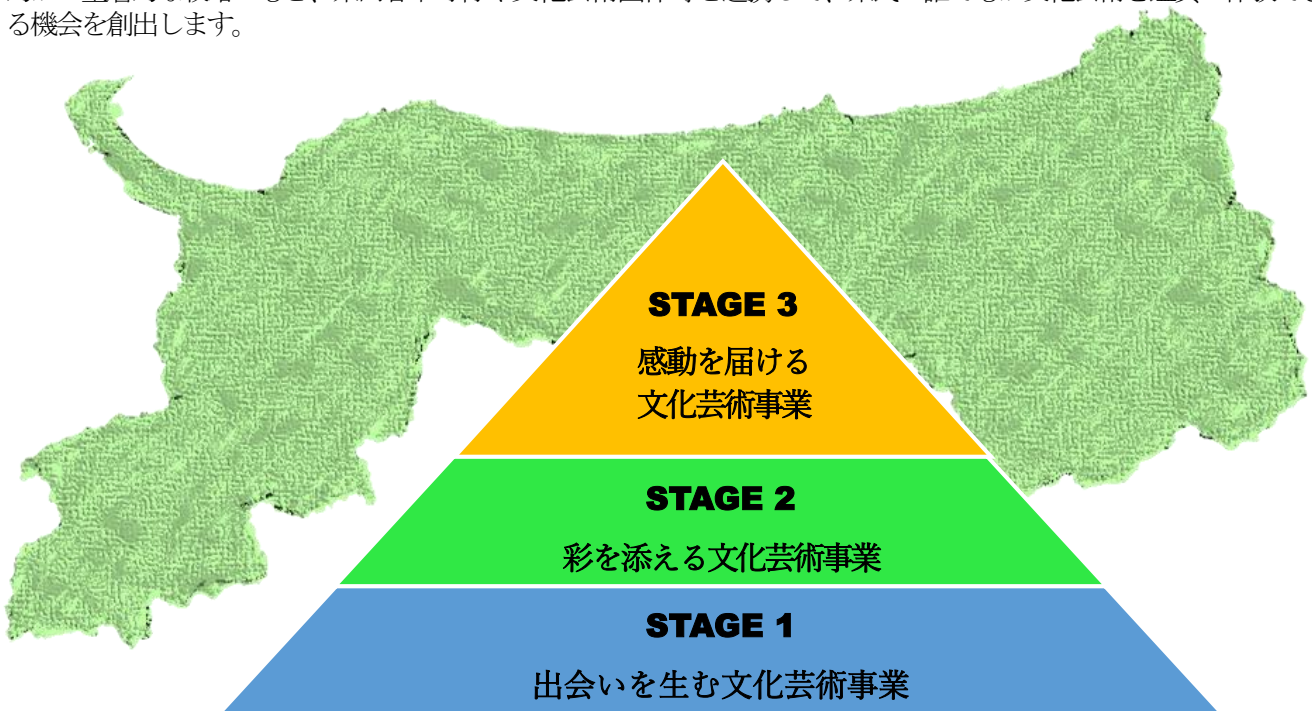 る機会を創出します。
STAGE 3
感動を届ける
文化芸術事業
STAGE 2
彩を添える文化芸術事業
STAGE 1
出会いを生む文化芸術事業